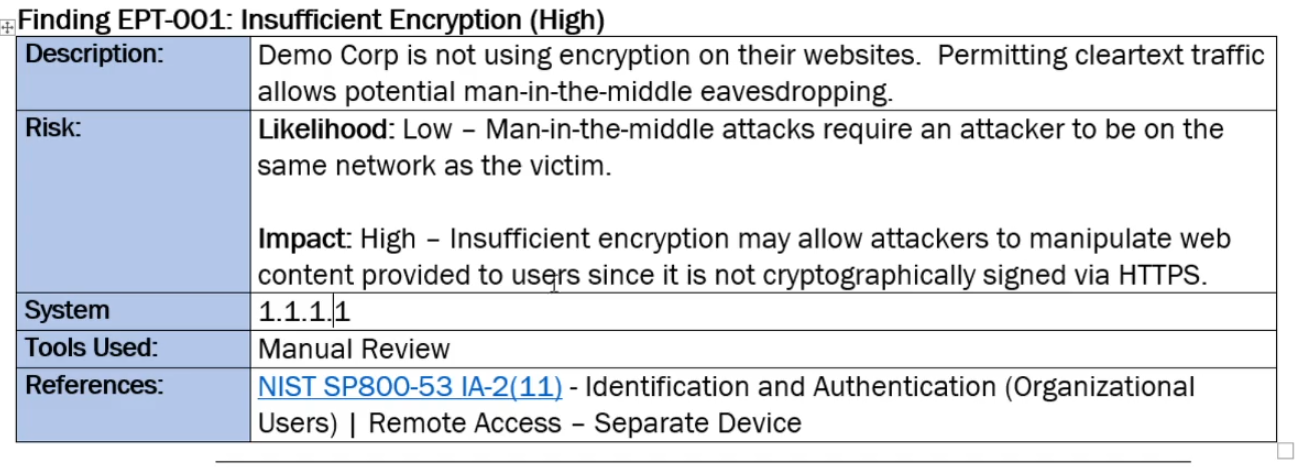 Finding EPT-001: Insufficient Encryption (High)
Description:
Demo Corp is not using encryption on their websites.  Permitting cleartext traffic
allows potential man-in-the-middle eavesdropping.
Risk:
Likelihood: Low – Man-in-the-middle attacks require an attacker to be on the
same network as the victim.
Impact: High – Insufficient encryption may allow attackers to manipulate web
content provided to users since it is not cryptographically signed via HTTPS.
System
1.1.1.1
Tools Used:
Manual Review
References:
NIST SP800-53 IA-2(11) - Identification and Authentication (Organizational
Users) | Remote Access – Separate Device